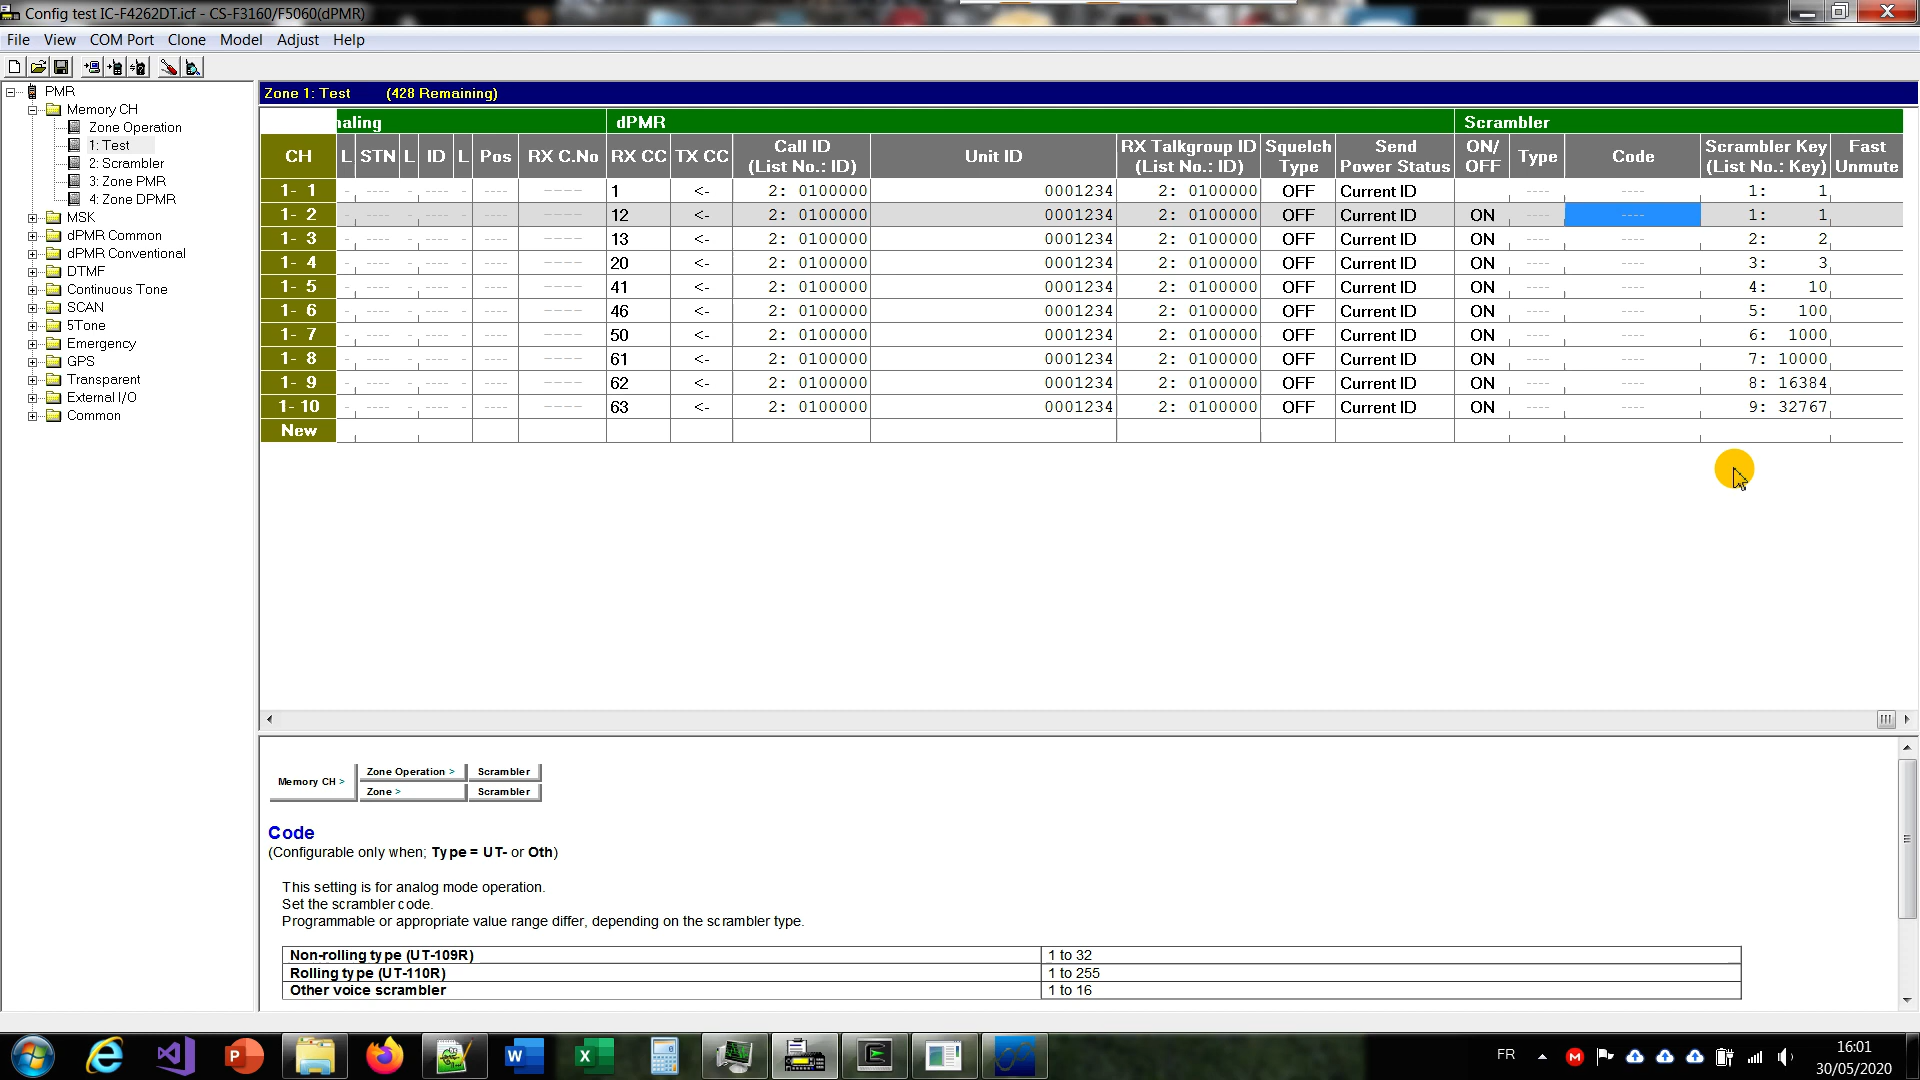 Config test IC-F4262DT.icf - CS-F3160/F5060(dPMR)
File View COM Port Clone Model Adjust Help
PMR
Memory CH
Zone Operation
1: Test
2: Scrambler
3: Zone PMR
4: Zone DPMR
MSK
dPMR Common
dPMR Conventional
DTMF
Continuous Tone
SCAN
5Tone
Emergency
GPS
Transparent
External I/O
Common
Zone 1: Test (428 Remaining)
naling dPMR Scrambler
CH L STN L ID L Pos RX C.No RX CC TX CC Call ID (List No.: ID) Unit ID RX Talkgroup ID (List No.: ID) Squelch Type Send Power Status ON/OFF Type Code Scrambler Key (List No.: Key) Fast Unmute
1- 1 - ---- - ---- - ---- ---- 1 <- 2: 0100000 0001234 2: 0100000 OFF Current ID ---- ---- 1: 1
1- 2 - ---- - ---- - ---- ---- 12 <- 2: 0100000 0001234 2: 0100000 OFF Current ID ON ---- ---- 1: 1
1- 3 - ---- - ---- - ---- ---- 13 <- 2: 0100000 0001234 2: 0100000 OFF Current ID ON ---- ---- 2: 2
1- 4 - ---- - ---- - ---- ---- 20 <- 2: 0100000 0001234 2: 0100000 OFF Current ID ON ---- ---- 3: 3
1- 5 - ---- - ---- - ---- ---- 41 <- 2: 0100000 0001234 2: 0100000 OFF Current ID ON ---- ---- 4: 10
1- 6 - ---- - ---- - ---- ---- 46 <- 2: 0100000 0001234 2: 0100000 OFF Current ID ON ---- ---- 5: 100
1- 7 - ---- - ---- - ---- ---- 50 <- 2: 0100000 0001234 2: 0100000 OFF Current ID ON ---- ---- 6: 1000
1- 8 - ---- - ---- - ---- ---- 61 <- 2: 0100000 0001234 2: 0100000 OFF Current ID ON ---- ---- 7: 10000
1- 9 - ---- - ---- - ---- ---- 62 <- 2: 0100000 0001234 2: 0100000 OFF Current ID ON ---- ---- 8: 16384
1- 10 - ---- - ---- - ---- ---- 63 <- 2: 0100000 0001234 2: 0100000 OFF Current ID ON ---- ---- 9: 32767
New
Memory CH > Zone Operation > Scrambler
Zone > Scrambler
Code
(Configurable only when; Type = UT- or Oth)
This setting is for analog mode operation.
Set the scrambler code.
Programmable or appropriate value range differ, depending on the scrambler type.
Non-rolling type (UT-109R) 1 to 32
Rolling type (UT-110R) 1 to 255
Other voice scrambler 1 to 16
FR 16:01
30/05/2020